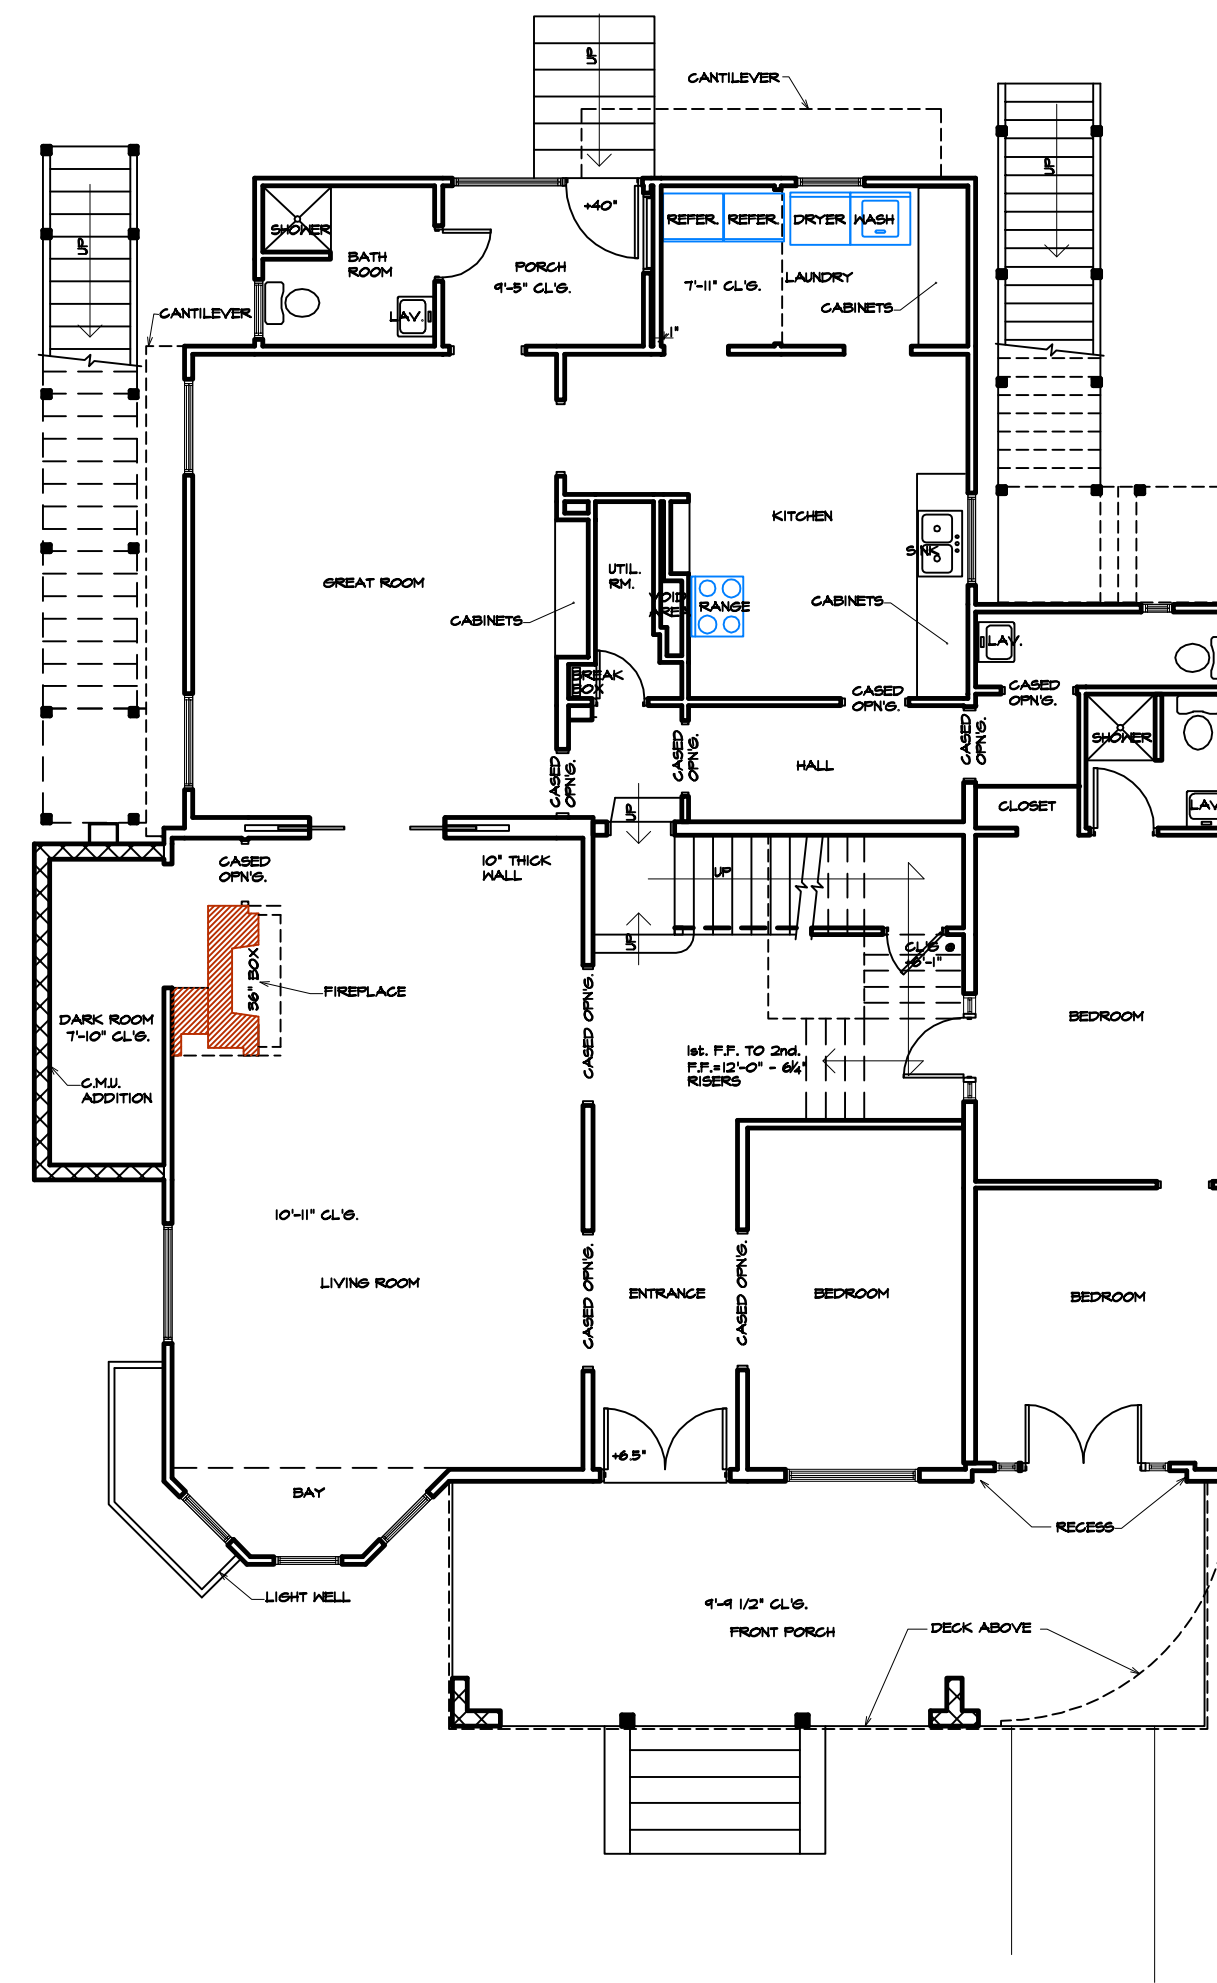 UP
CANTILEVER
UP
UP
+40"
REFER.
REFER.
DRYER
WASH
SHOWER
BATH
ROOM
PORCH
9'-5" CL'G.
7'-11" CL'G.
LAUNDRY
CABINETS
CANTILEVER
LAV.
1"
KITCHEN
SINK
GREAT ROOM
UTIL.
RM.
VOID
AREA
RANGE
CABINETS
CABINETS
LAV.
BREAK
BOX
CASED
OPN'G.
CASED
OPN'G.
SHOWER
CASED
OPN'G.
CASED
OPN'G.
CASED
OPN'G.
HALL
CLOSET
LAV.
UP
CASED
OPN'G.
10" THICK
WALL
UP
UP
CL'G @
+6'-1"
36" BOX
FIREPLACE
CASED OPN'G.
DARK ROOM
7'-10" CL'G.
BEDROOM
1st. F.F. TO 2nd.
F.F.=12'-0" - 6¼"
RISERS
C.M.U.
ADDITION
10'-11" CL'G.
LIVING ROOM
CASED OPN'G.
ENTRANCE
CASED OPN'G.
BEDROOM
BEDROOM
+6.5"
BAY
RECESS
LIGHT WELL
9'-9 1/2" CL'G.
FRONT PORCH
DECK ABOVE